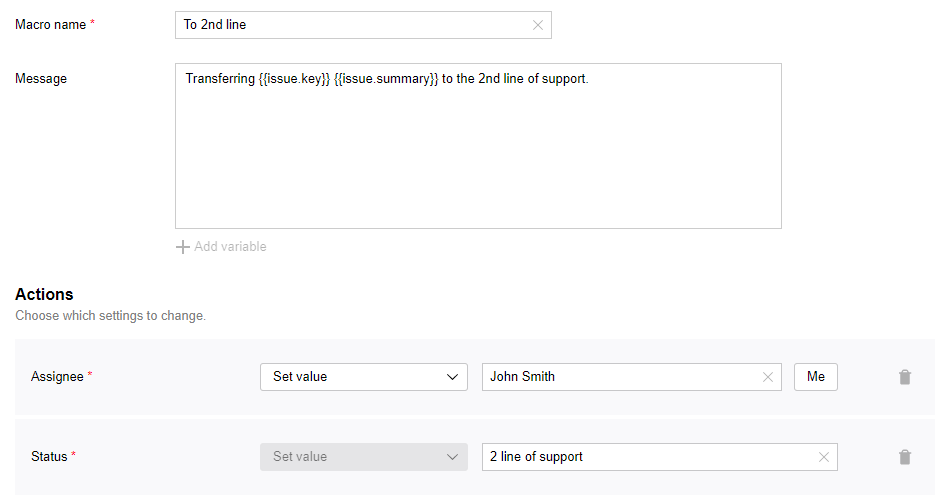 Macro name *
To 2nd line
Message
Transferring {{issue.key}} {{issue.summary}} to the 2nd line of support.
Add variable
Actions
Choose which settings to change.
Assignee * Set value John Smith Me
Status * Set value 2 line of support